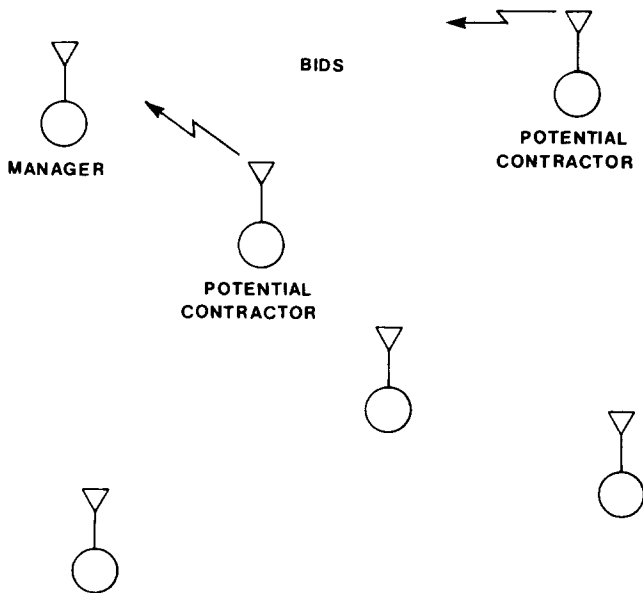 BIDS
POTENTIAL
CONTRACTOR
MANAGER
POTENTIAL
CONTRACTOR